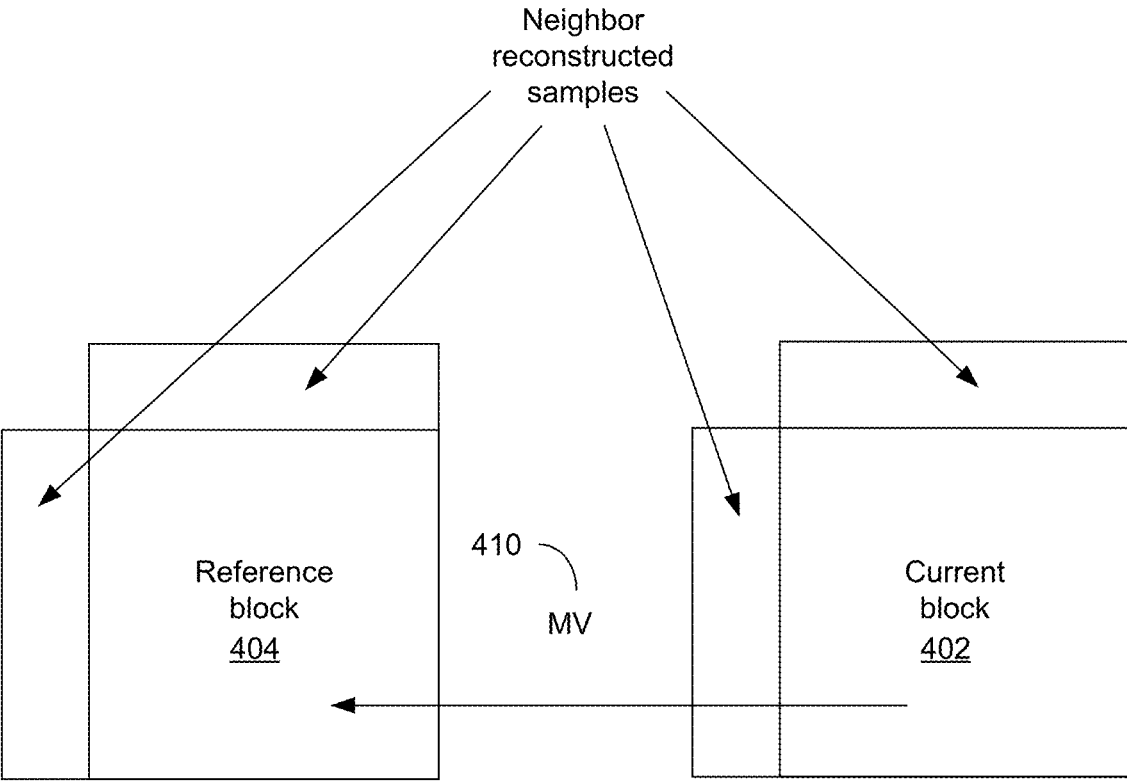 Neighbor
reconstructed
samples
410
MV
Reference
block
404
Current
block
402